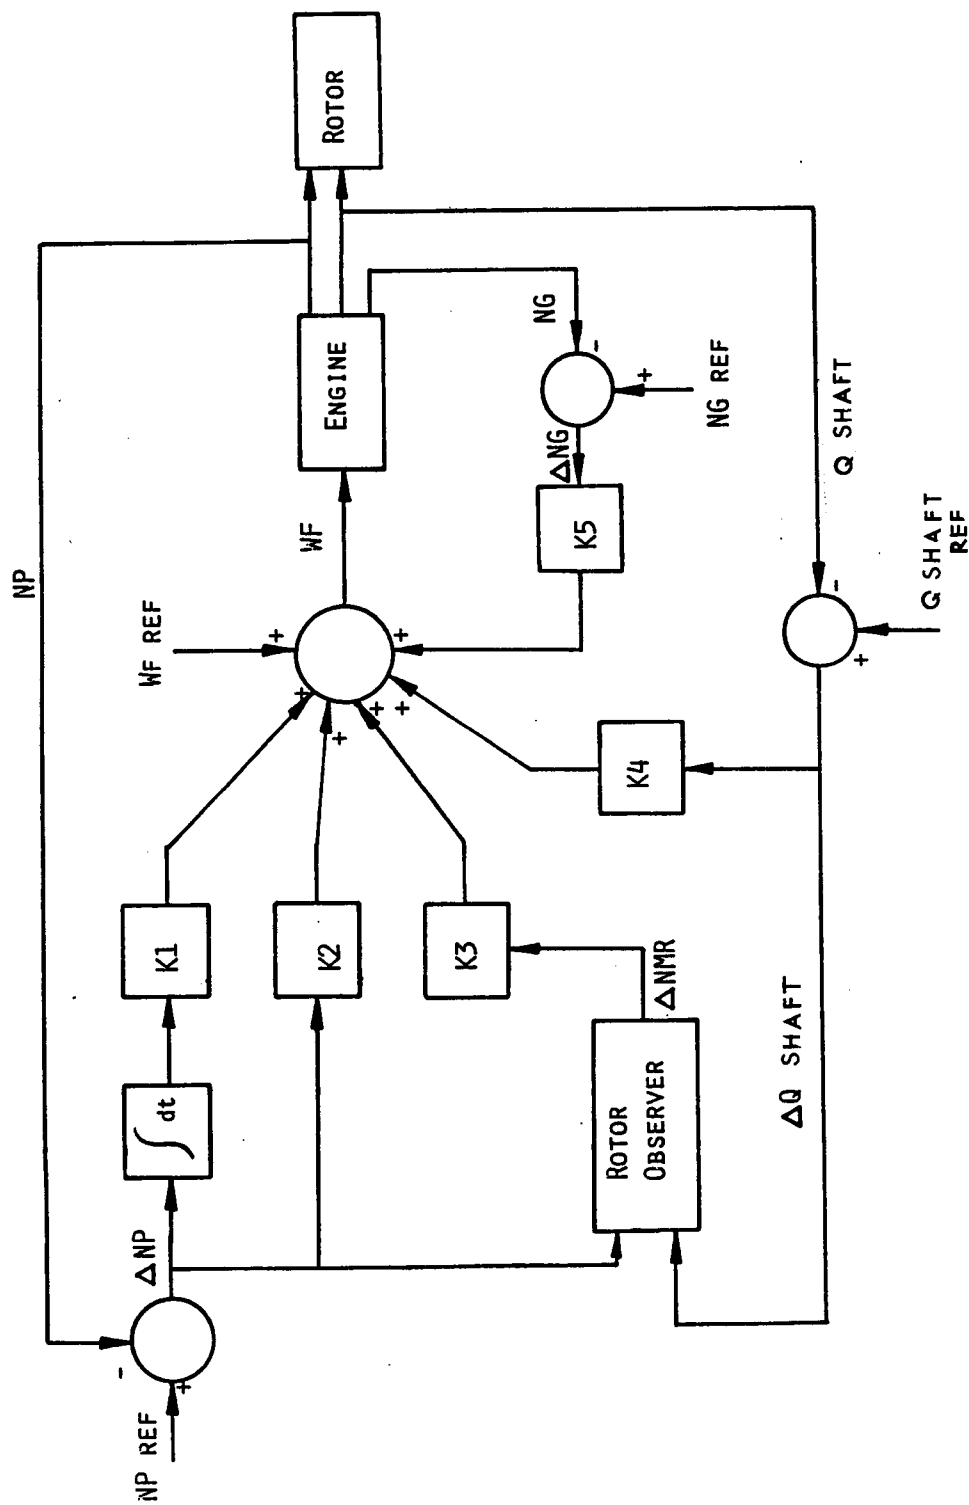 NP
NP REF
+
-
ΔNP
∫ dt
K1
WF REF
+
+
K2
+
WF
ENGINE
ROTOR
K3
+
+
+
NG
-
+
NG REF
ΔNG
K5
ROTOR
OBSERVER
ΔNMR
K4
ΔQ SHAFT
Q SHAFT
-
+
Q SHAFT
REF